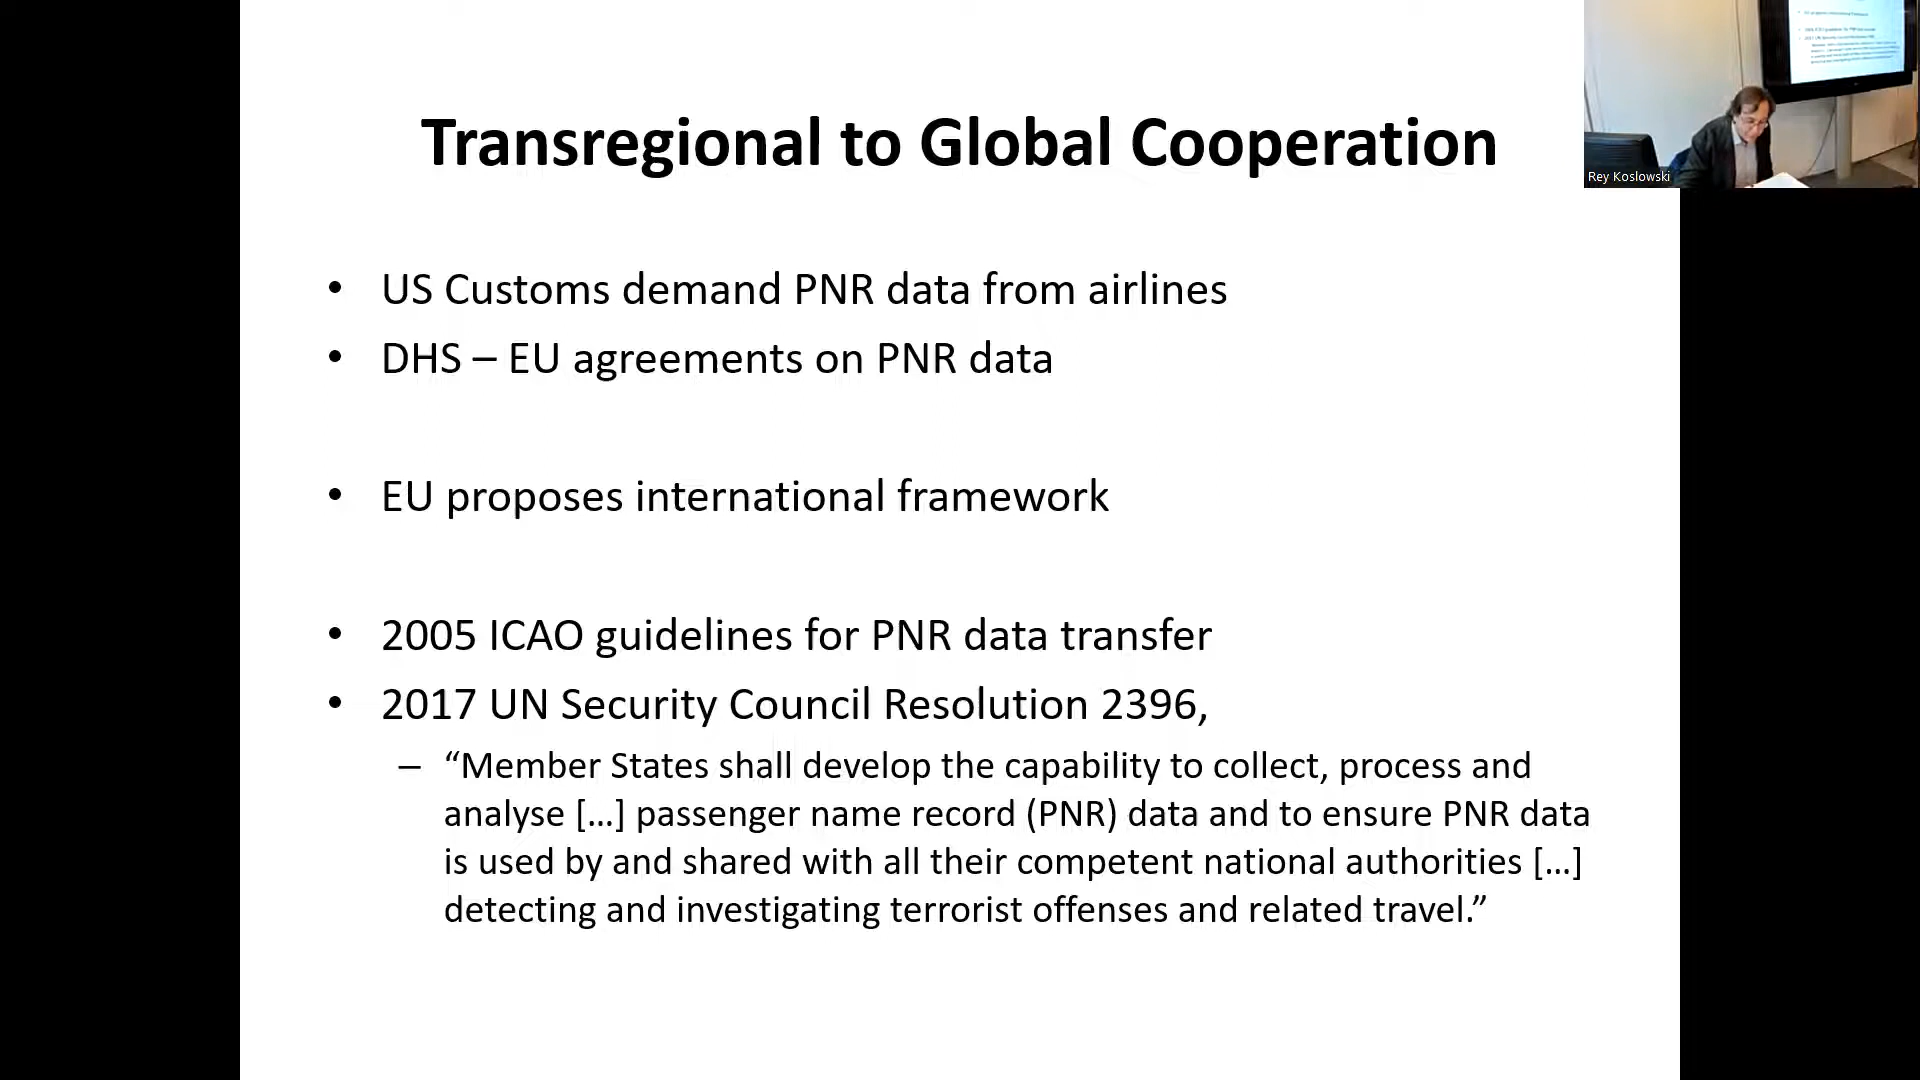 Transregional to Global Cooperation
Rey Koslowski
• US Customs demand PNR data from airlines
• DHS – EU agreements on PNR data
• EU proposes international framework
• 2005 ICAO guidelines for PNR data transfer
• 2017 UN Security Council Resolution 2396,
– “Member States shall develop the capability to collect, process and
analyse [...] passenger name record (PNR) data and to ensure PNR data
is used by and shared with all their competent national authorities [...]
detecting and investigating terrorist offenses and related travel.”